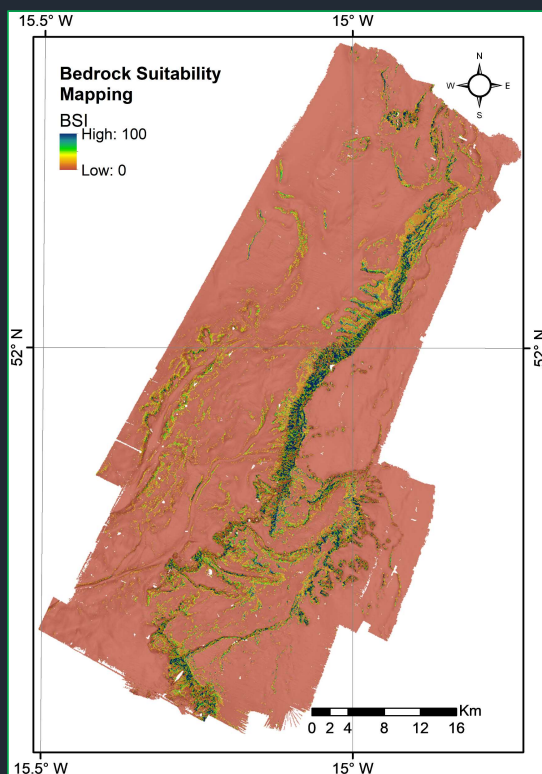 15.5° W 15° W
Bedrock Suitability
Mapping
BSI
High: 100
Low: 0
N
W E
S
52° N 52° N
Km
0 2 4 8 12 16
15.5° W 15° W